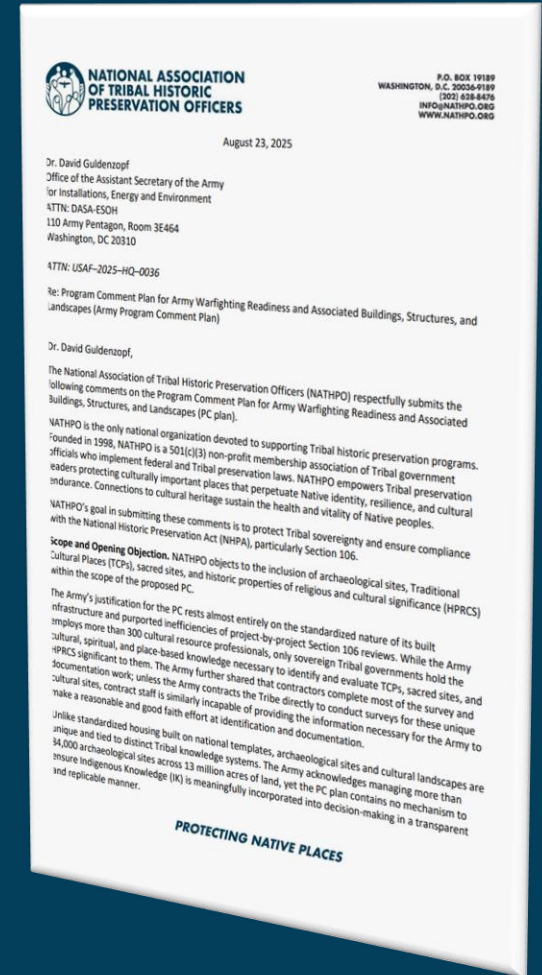 NATIONAL ASSOCIATION
OF TRIBAL HISTORIC
PRESERVATION OFFICERS
P.O. BOX 19189
WASHINGTON, D.C. 20036-9189
(202) 628-8476
INFO@NATHPO.ORG
WWW.NATHPO.ORG
August 23, 2025
Dr. David Guldenzopf
Office of the Assistant Secretary of the Army
for Installations, Energy and Environment
ATTN: DASA-ESOH
110 Army Pentagon, Room 3E464
Washington, DC 20310
ATTN: USAF–2025–HQ–0036
Re: Program Comment Plan for Army Warfighting Readiness and Associated Buildings, Structures, and
Landscapes (Army Program Comment Plan)
Dr. David Guldenzopf,
The National Association of Tribal Historic Preservation Officers (NATHPO) respectfully submits the
following comments on the Program Comment Plan for Army Warfighting Readiness and Associated
Buildings, Structures, and Landscapes (PC plan).
NATHPO is the only national organization devoted to supporting Tribal historic preservation programs.
Founded in 1998, NATHPO is a 501(c)(3) non-profit membership association of Tribal government
officials who implement federal and Tribal preservation laws. NATHPO empowers Tribal preservation
leaders protecting culturally important places that perpetuate Native identity, resilience, and cultural
endurance. Connections to cultural heritage sustain the health and vitality of Native peoples.
NATHPO's goal in submitting these comments is to protect Tribal sovereignty and ensure compliance
with the National Historic Preservation Act (NHPA), particularly Section 106.
Scope and Opening Objection. NATHPO objects to the inclusion of archaeological sites, Traditional
Cultural Places (TCPs), sacred sites, and historic properties of religious and cultural significance (HPRCS)
within the scope of the proposed PC.
The Army's justification for the PC rests almost entirely on the standardized nature of its built
infrastructure and purported inefficiencies of project-by-project Section 106 reviews. While the Army
employs more than 300 cultural resource professionals, only sovereign Tribal governments hold the
cultural, spiritual, and place-based knowledge necessary to identify and evaluate TCPs, sacred sites, and
HPRCS significant to them. The Army further shared that contractors complete most of the survey and
documentation work; unless the Army contracts the Tribe directly to conduct surveys for these unique
cultural sites, contract staff is similarly incapable of providing the information necessary for the Army to
make a reasonable and good faith effort at identification and documentation.
Unlike standardized housing built on national templates, archaeological sites and cultural landscapes are
unique and tied to distinct Tribal knowledge systems. The Army acknowledges managing more than
84,000 archaeological sites across 13 million acres of land, yet the PC plan contains no mechanism to
ensure Indigenous Knowledge (IK) is meaningfully incorporated into decision-making in a transparent
and replicable manner.
PROTECTING NATIVE PLACES